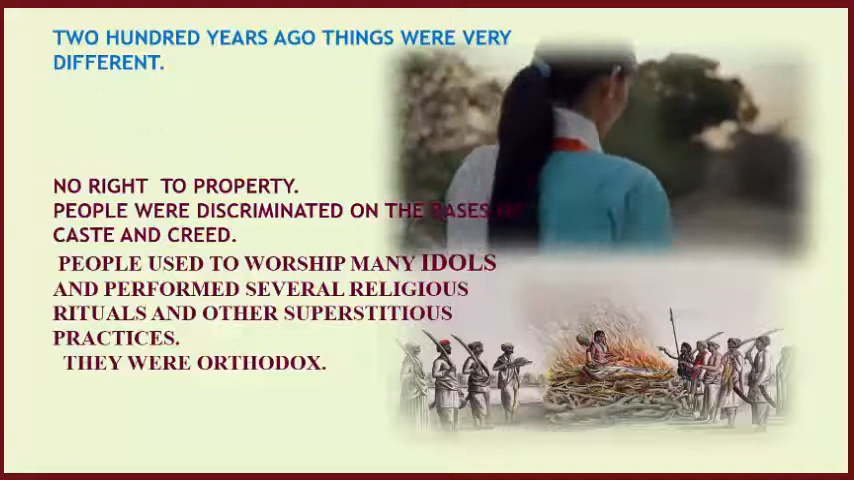 TWO HUNDRED YEARS AGO THINGS WERE VERY
DIFFERENT.
NO RIGHT TO PROPERTY.
PEOPLE WERE DISCRIMINATED ON THE BASES OF
CASTE AND CREED.
PEOPLE USED TO WORSHIP MANY IDOLS
AND PERFORMED SEVERAL RELIGIOUS
RITUALS AND OTHER SUPERSTITIOUS
PRACTICES.
THEY WERE ORTHODOX.